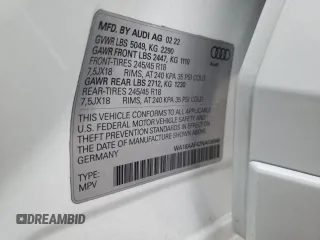 MFD. BY AUDI AG 02.22
GVWR LBS 5049, KG 2290
GAWR FRONT LBS 2447, KG 1110
FRONT-TIRES 245/45 R18
7,5JX18 RIMS, AT 240 KPA 35 PSI COLD
GAWR REAR LBS 2712, KG 1230
REAR-TIRES 245/45 R18
7,5JX18 RIMS, AT 240 KPA 35 PSI COLD
THIS VEHICLE CONFORMS TO ALL APPLICABLE
FEDERAL MOTOR VEHICLE SAFETY, BUMPER AND
THEFT PREVENTION STANDARDS IN EFFECT ON
THE DATE OF MANUFACTURE SHOWN ABOVE.
GERMANY
TYPE:
MPV
Audi
DREAMBID